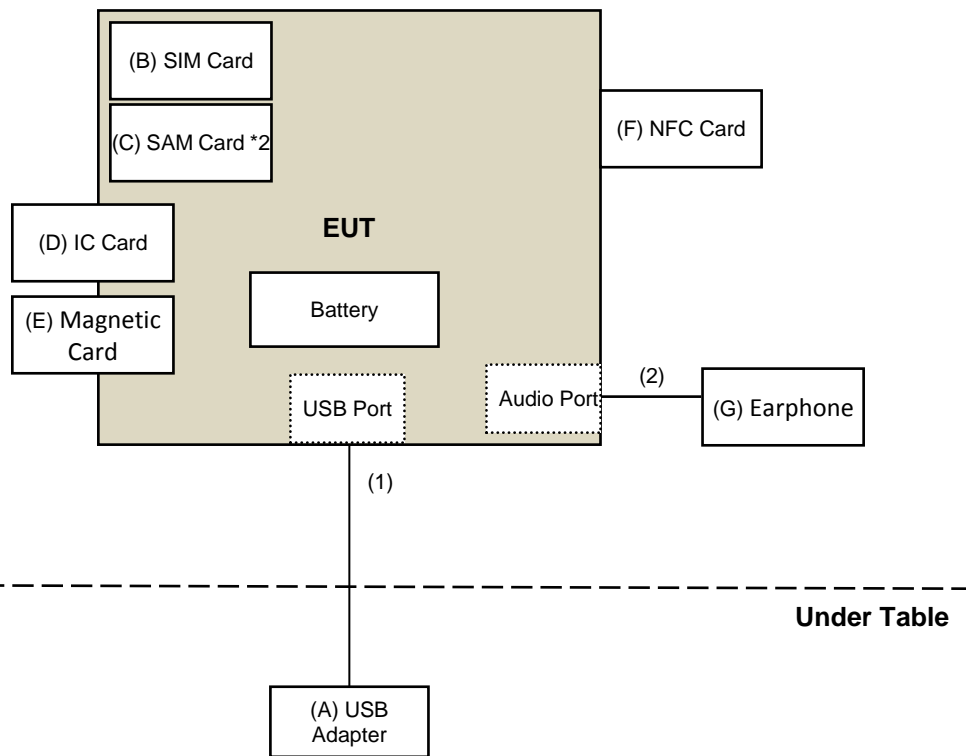 (B) SIM Card
(C) SAM Card *2
(F) NFC Card
(D) IC Card
EUT
(E) Magnetic
Card
Battery
USB Port
Audio Port
(2)
(G) Earphone
(1)
Under Table
(A) USB
Adapter